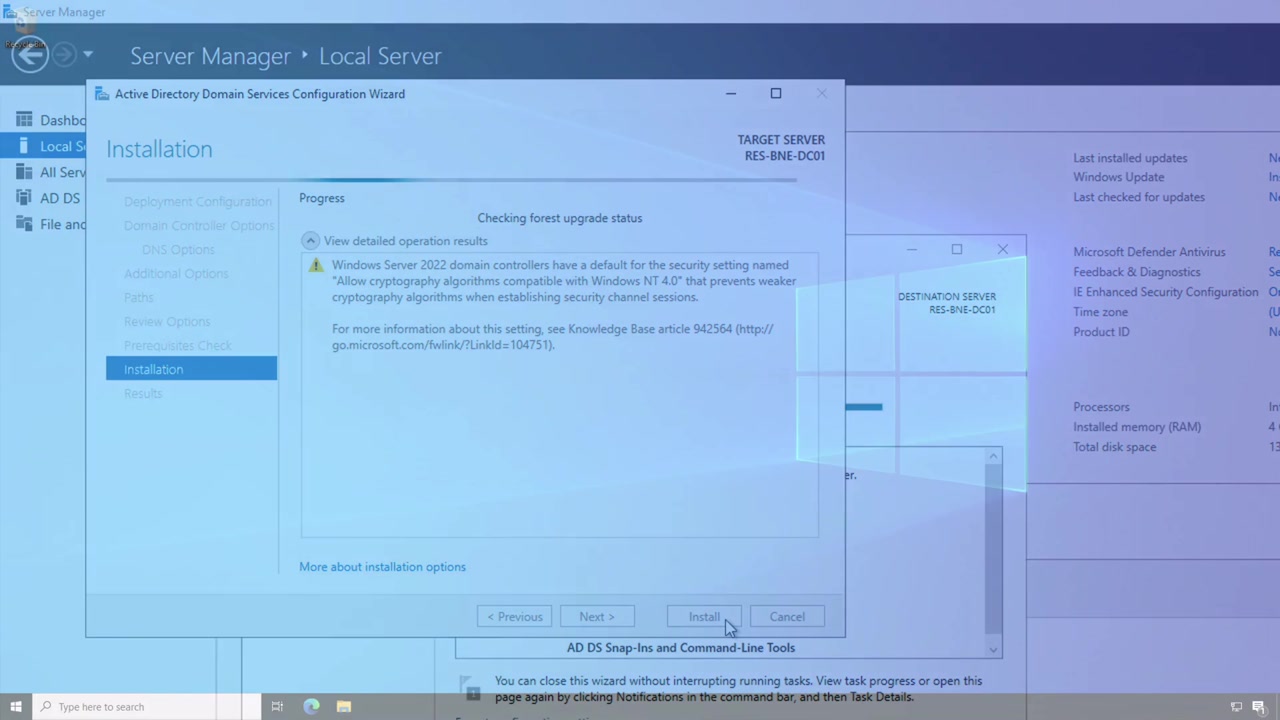 Server Manager
Server Manager
Local Server
Active Directory Domain Services Configuration Wizard
Installation
TARGET SERVER
RES-BNE-DC01
Dashbo
Local S
All Serv
AD DS
File and
Deployment Configuration
Domain Controller Options
DNS Options
Additional Options
Paths
Review Options
Prerequisites Check
Installation
Results
Progress
Checking forest upgrade status
View detailed operation results
Windows Server 2022 domain controllers have a default for the security setting named
"Allow cryptography algorithms compatible with Windows NT 4.0" that prevents weaker
cryptography algorithms when establishing security channel sessions.
For more information about this setting, see Knowledge Base article 942564 (http://
go.microsoft.com/fwlink/?LinkId=104751).
More about installation options
< Previous
Next >
Install
Cancel
DESTINATION SERVER
RES-BNE-DC01
er.
AD DS Snap-Ins and Command-Line Tools
You can close this wizard without interrupting running tasks. View task progress or open this
page again by clicking Notifications in the command bar, and then Task Details.
Last installed updates
Windows Update
Last checked for updates
Microsoft Defender Antivirus
Feedback & Diagnostics
IE Enhanced Security Configuration
Time zone
Product ID
Processors
Installed memory (RAM)
Total disk space
Type here to search